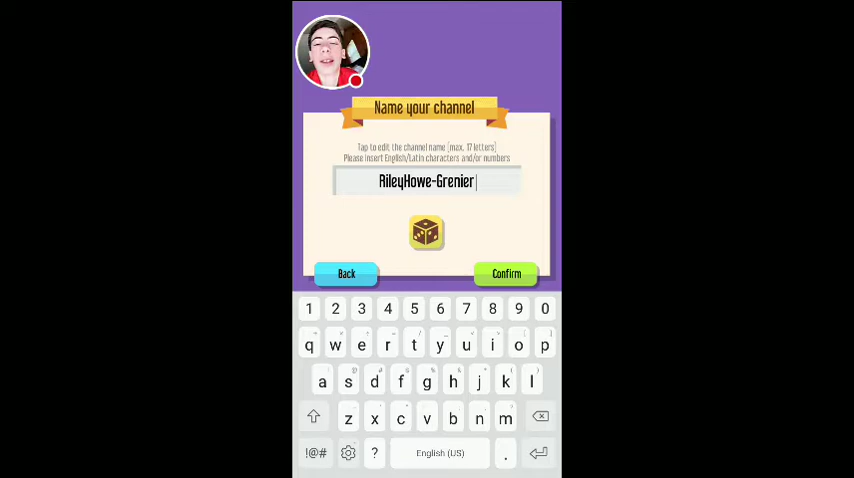 Name your channel
Tap to edit the channel name [max. 17 letters]
Please insert English/Latin characters and/or numbers
RileyHowe-Grenier
Back
Confirm
1 2 3 4 5 6 7 8 9 0
q w e r t y u i o p
a s d f g h j k l
z x c v b n m
!@# ? English (US) .